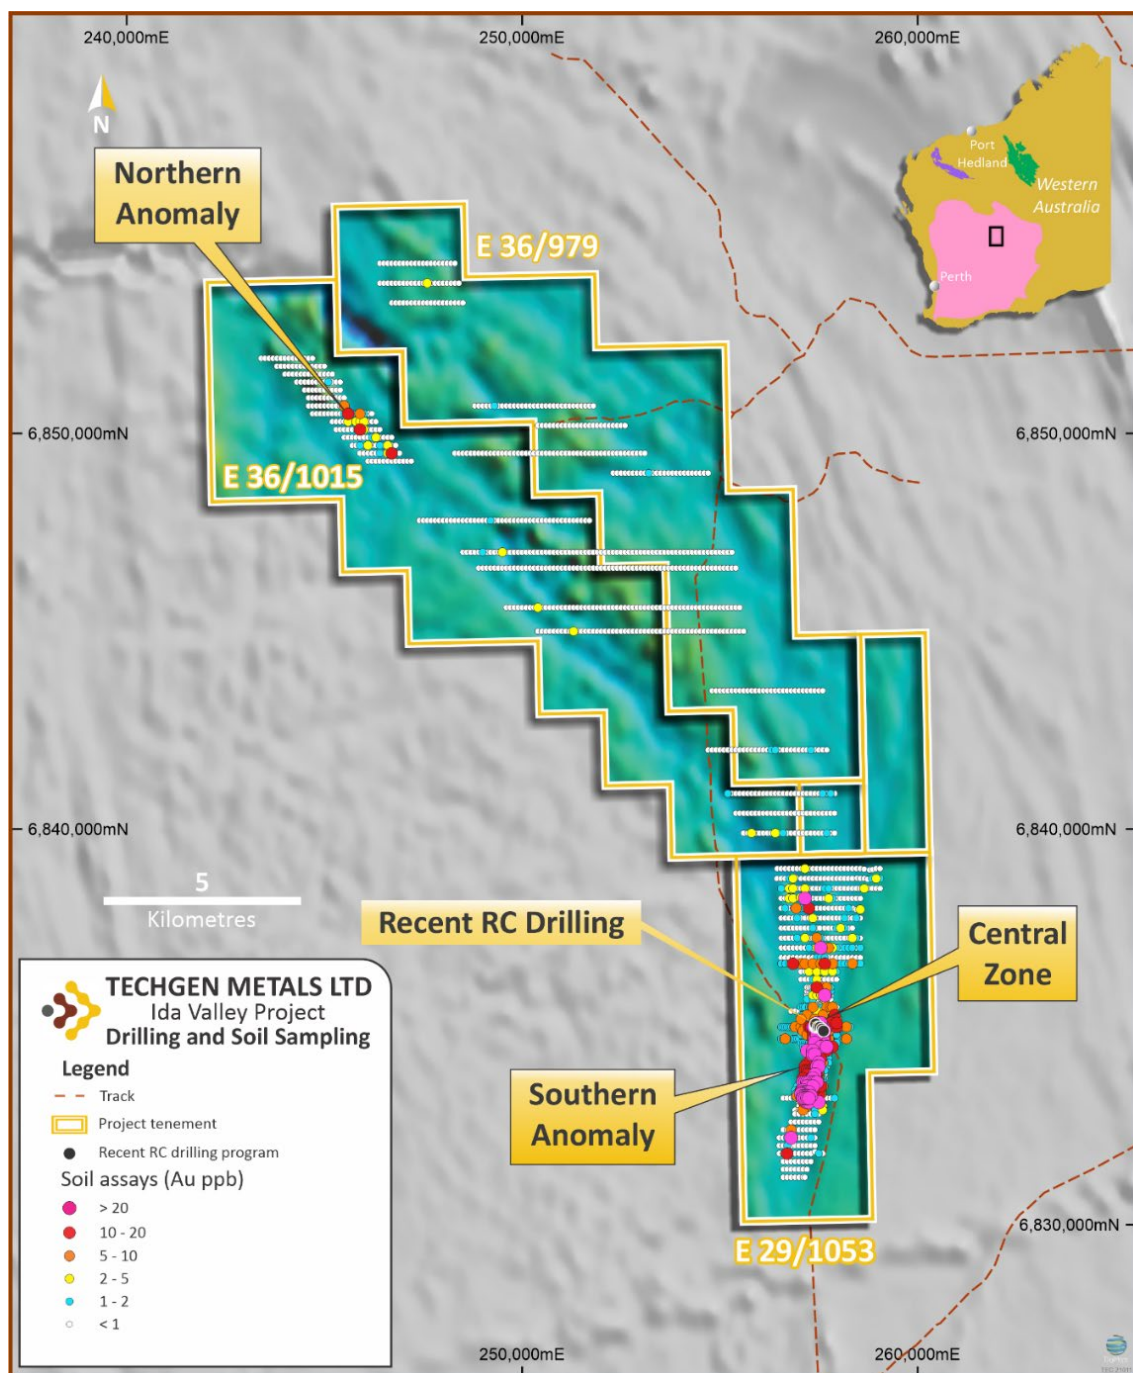 240,000mE
250,000mE
260,000mE
N
Port
Hedland
Western
Australia
Perth
Northern
Anomaly
E 36/979
6,850,000mN
6,850,000mN
E 36/1015
6,840,000mN
6,840,000mN
5
Kilometres
Recent RC Drilling
Central
Zone
Southern
Anomaly
TECHGEN METALS LTD
Ida Valley Project
Drilling and Soil Sampling
Legend
Track
Project tenement
Recent RC drilling program
Soil assays (Au ppb)
> 20
10 - 20
5 - 10
2 - 5
1 - 2
< 1
6,830,000mN
E 29/1053
250,000mE
260,000mE